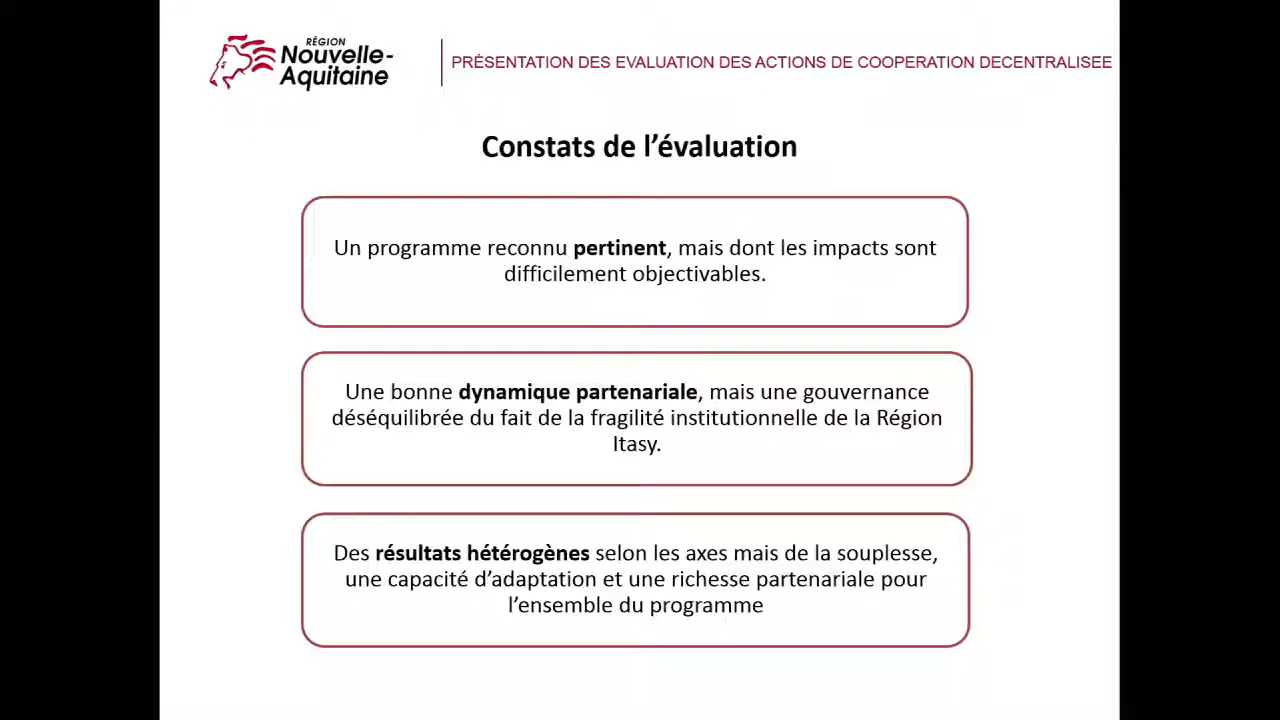 RÉGION
Nouvelle-
Aquitaine
PRÉSENTATION DES EVALUATION DES ACTIONS DE COOPERATION DECENTRALISEE
Constats de l’évaluation
Un programme reconnu pertinent, mais dont les impacts sont
difficilement objectivables.
Une bonne dynamique partenariale, mais une gouvernance
déséquilibrée du fait de la fragilité institutionnelle de la Région
Itasy.
Des résultats hétérogènes selon les axes mais de la souplesse,
une capacité d’adaptation et une richesse partenariale pour
l’ensemble du programme